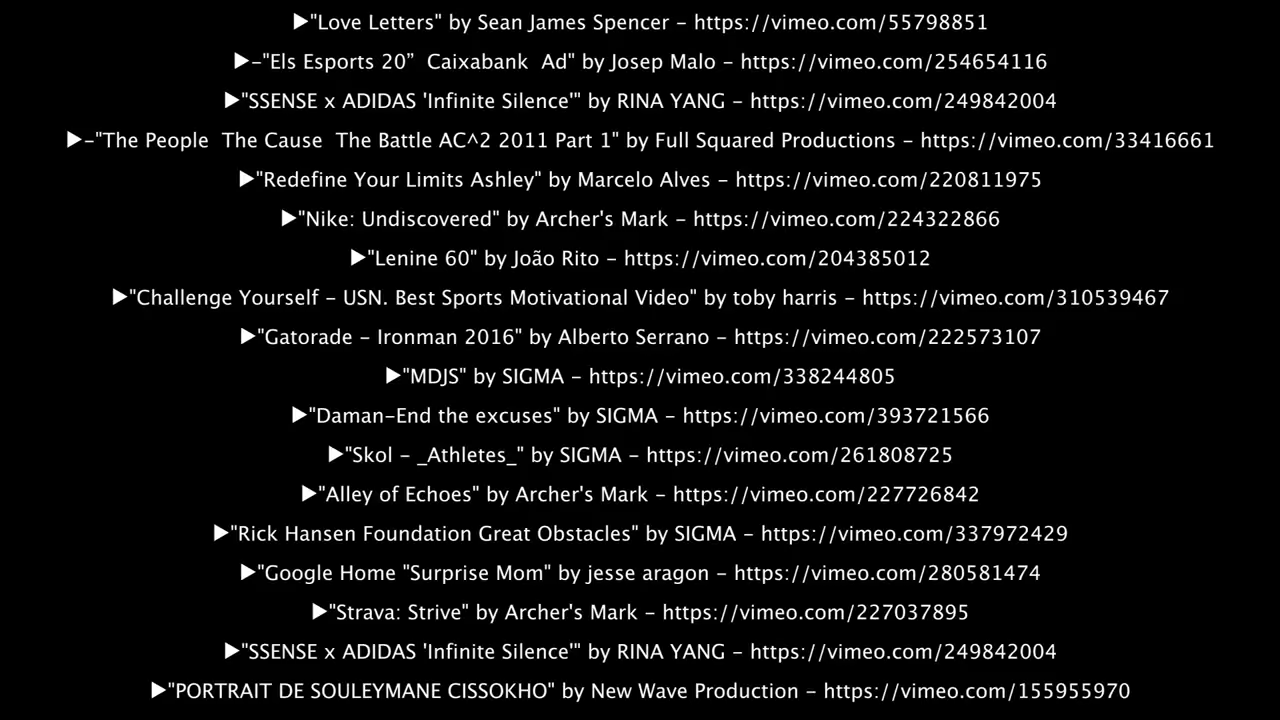 ▶"Love Letters" by Sean James Spencer - https://vimeo.com/55798851
▶-"Els Esports 20”  Caixabank  Ad" by Josep Malo - https://vimeo.com/254654116
▶"SSENSE x ADIDAS 'Infinite Silence'" by RINA YANG - https://vimeo.com/249842004
▶-"The People  The Cause  The Battle AC^2 2011 Part 1" by Full Squared Productions - https://vimeo.com/33416661
▶"Redefine Your Limits Ashley" by Marcelo Alves - https://vimeo.com/220811975
▶"Nike: Undiscovered" by Archer's Mark - https://vimeo.com/224322866
▶"Lenine 60" by João Rito - https://vimeo.com/204385012
▶"Challenge Yourself - USN. Best Sports Motivational Video" by toby harris - https://vimeo.com/310539467
▶"Gatorade - Ironman 2016" by Alberto Serrano - https://vimeo.com/222573107
▶"MDJS" by SIGMA - https://vimeo.com/338244805
▶"Daman-End the excuses" by SIGMA - https://vimeo.com/393721566
▶"Skol - _Athletes_" by SIGMA - https://vimeo.com/261808725
▶"Alley of Echoes" by Archer's Mark - https://vimeo.com/227726842
▶"Rick Hansen Foundation Great Obstacles" by SIGMA - https://vimeo.com/337972429
▶"Google Home "Surprise Mom" by jesse aragon - https://vimeo.com/280581474
▶"Strava: Strive" by Archer's Mark - https://vimeo.com/227037895
▶"SSENSE x ADIDAS 'Infinite Silence'" by RINA YANG - https://vimeo.com/249842004
▶"PORTRAIT DE SOULEYMANE CISSOKHO" by New Wave Production - https://vimeo.com/155955970